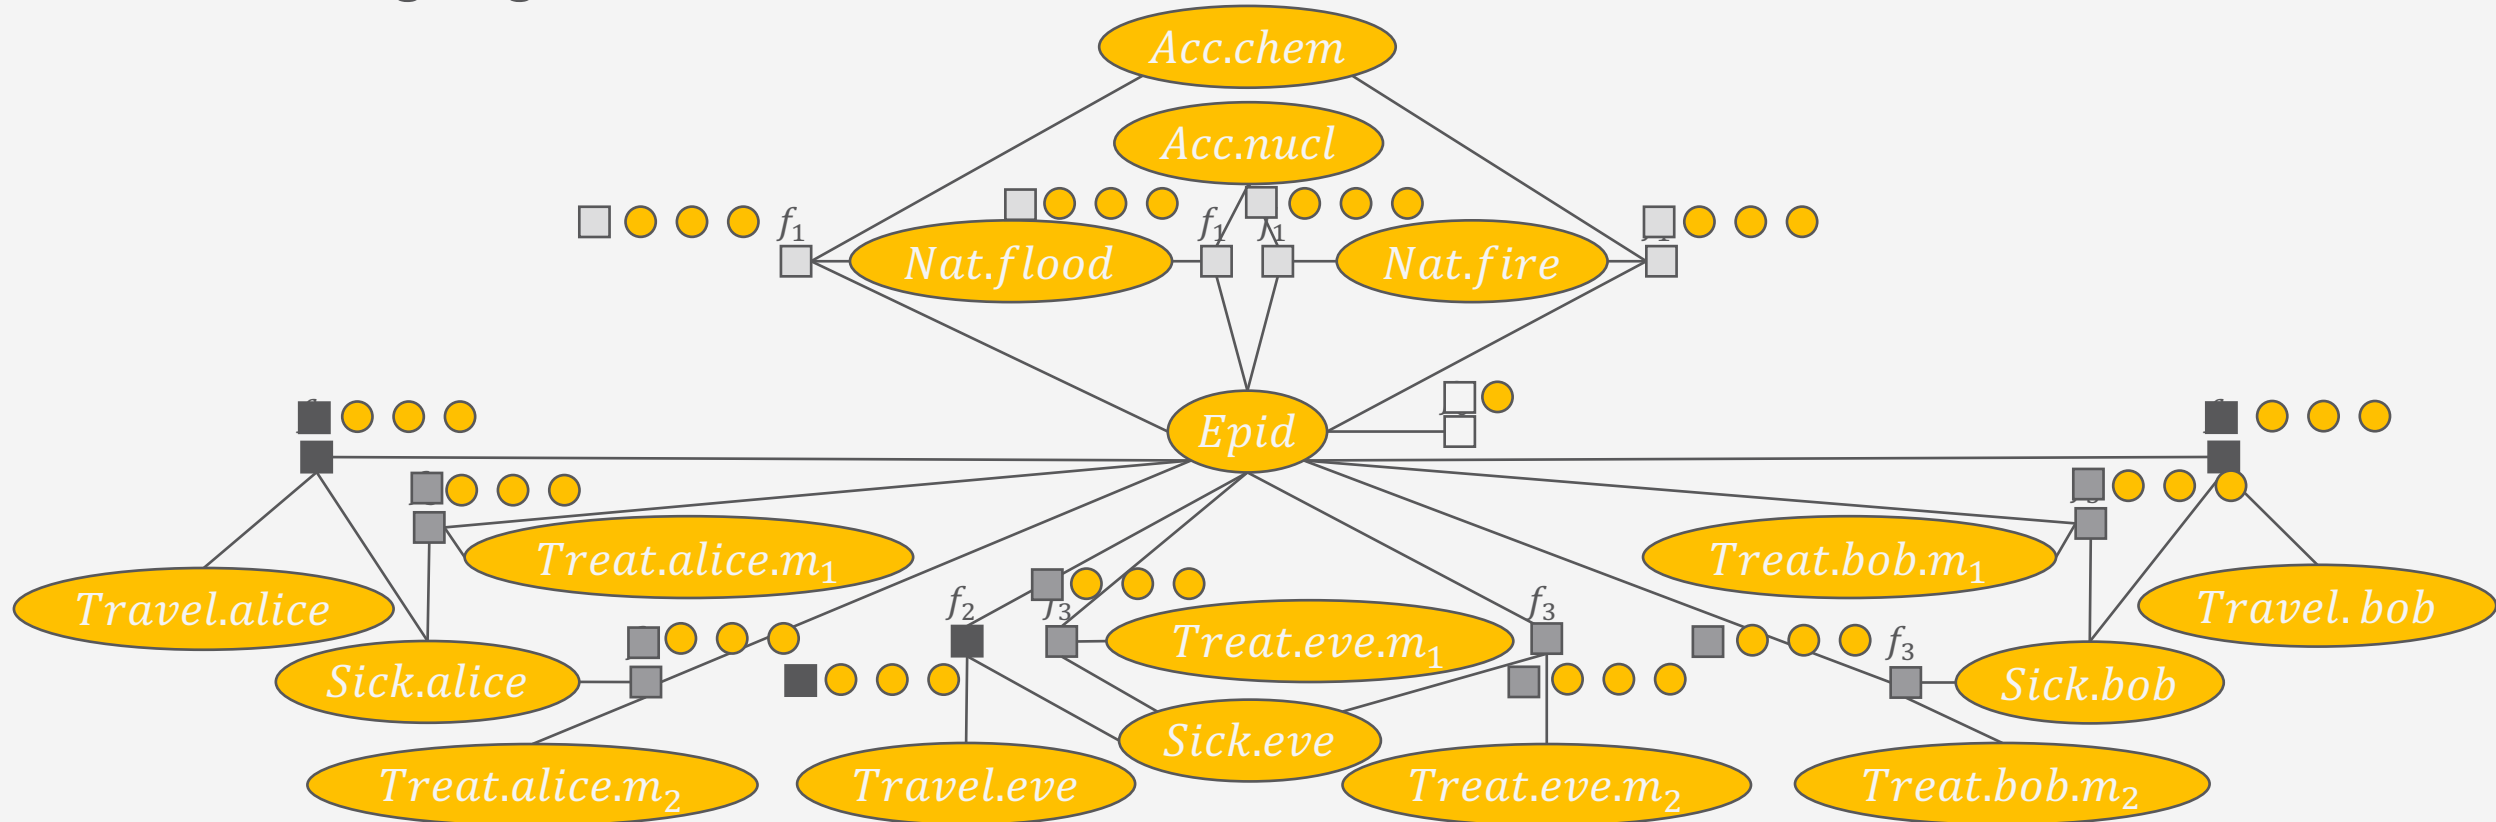 Acc.chem
Acc.nucl
f₁
f₁
f₁
Nat.flood
Nat.fire
Epid
Treat.alice.m₁
Treat.bob.m₁
Travel.alice
f₂
f₃
Treat.eve.m₁
f₃
f₃
Travel.bob
Sick.alice
Sick.eve
Sick.bob
Treat.alice.m₂
Travel.eve
Treat.eve.m₂
Treat.bob.m₂